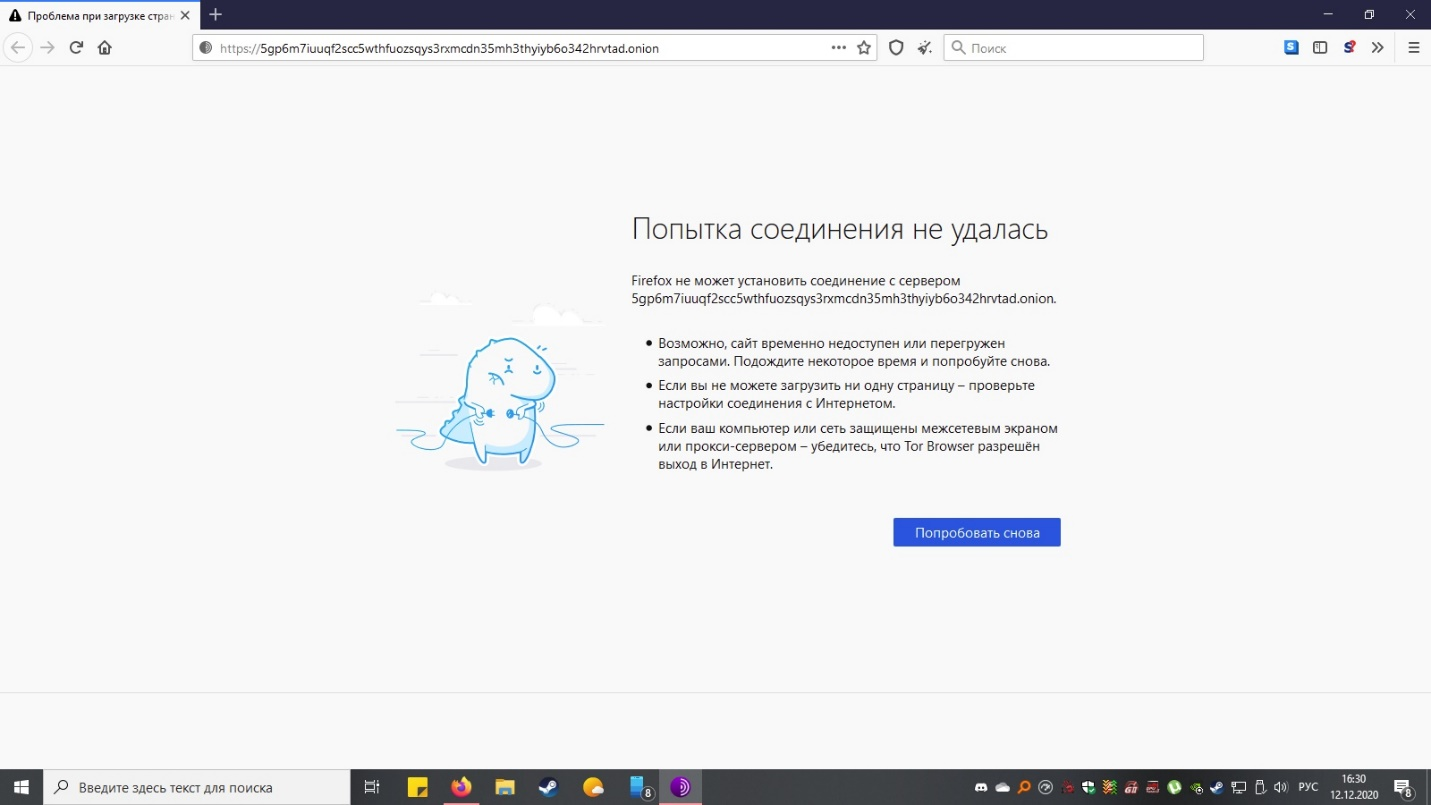 Проблема при загрузке стран
https://5gp6m7iuuqf2scc5wthfuozsqys3rxmcdn35mh3thyiyb6o342hrvtad.onion
Поиск
Попытка соединения не удалась
Firefox не может установить соединение с сервером
5gp6m7iuuqf2scc5wthfuozsqys3rxmcdn35mh3thyiyb6o342hrvtad.onion.
Возможно, сайт временно недоступен или перегружен
запросами. Подождите некоторое время и попробуйте снова.
Если вы не можете загрузить ни одну страницу – проверьте
настройки соединения с Интернетом.
Если ваш компьютер или сеть защищены межсетевым экраном
или прокси-сервером – убедитесь, что Tor Browser разрешён
выход в Интернет.
Попробовать снова
Введите здесь текст для поиска
8
РУС
16:30
12.12.2020
8